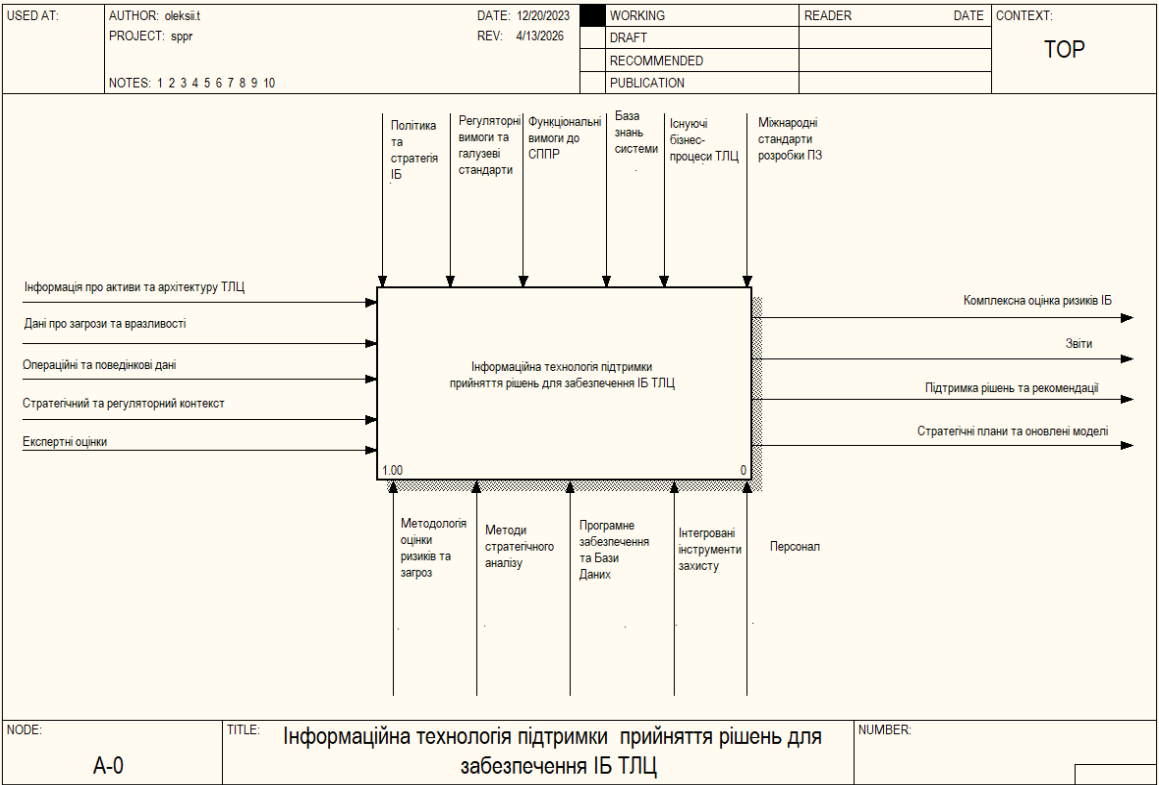 USED AT:
AUTHOR: oleksii.t
DATE: 12/20/2023
WORKING
READER
DATE
CONTEXT:
PROJECT: sppr
REV: 4/13/2026
DRAFT
TOP
RECOMMENDED
NOTES: 1 2 3 4 5 6 7 8 9 10
PUBLICATION
Політика
та
стратегія
ІБ
Регуляторні
вимоги та
галузеві
стандарти
Функціональні
вимоги до
СППР
База
знань
системи
Існуючі
бізнес-
процеси ТЛЦ
Міжнародні
стандарти
розробки ПЗ
Інформація про активи та архітектуру ТЛЦ
Дані про загрози та вразливості
Операційні та поведінкові дані
Стратегічний та регуляторний контекст
Експертні оцінки
Інформаційна технологія підтримки
прийняття рішень для забезпечення ІБ ТЛЦ
1.00
0
Комплексна оцінка ризиків ІБ
Звіти
Підтримка рішень та рекомендації
Стратегічні плани та оновлені моделі
Методологія
оцінки
ризиків та
загроз
Методи
стратегічного
аналізу
Програмне
забезпечення
та Бази
Даних
Інтегровані
інструменти
захисту
Персонал
NODE:
A-0
TITLE:
Інформаційна технологія підтримки прийняття рішень для
забезпечення ІБ ТЛЦ
NUMBER: